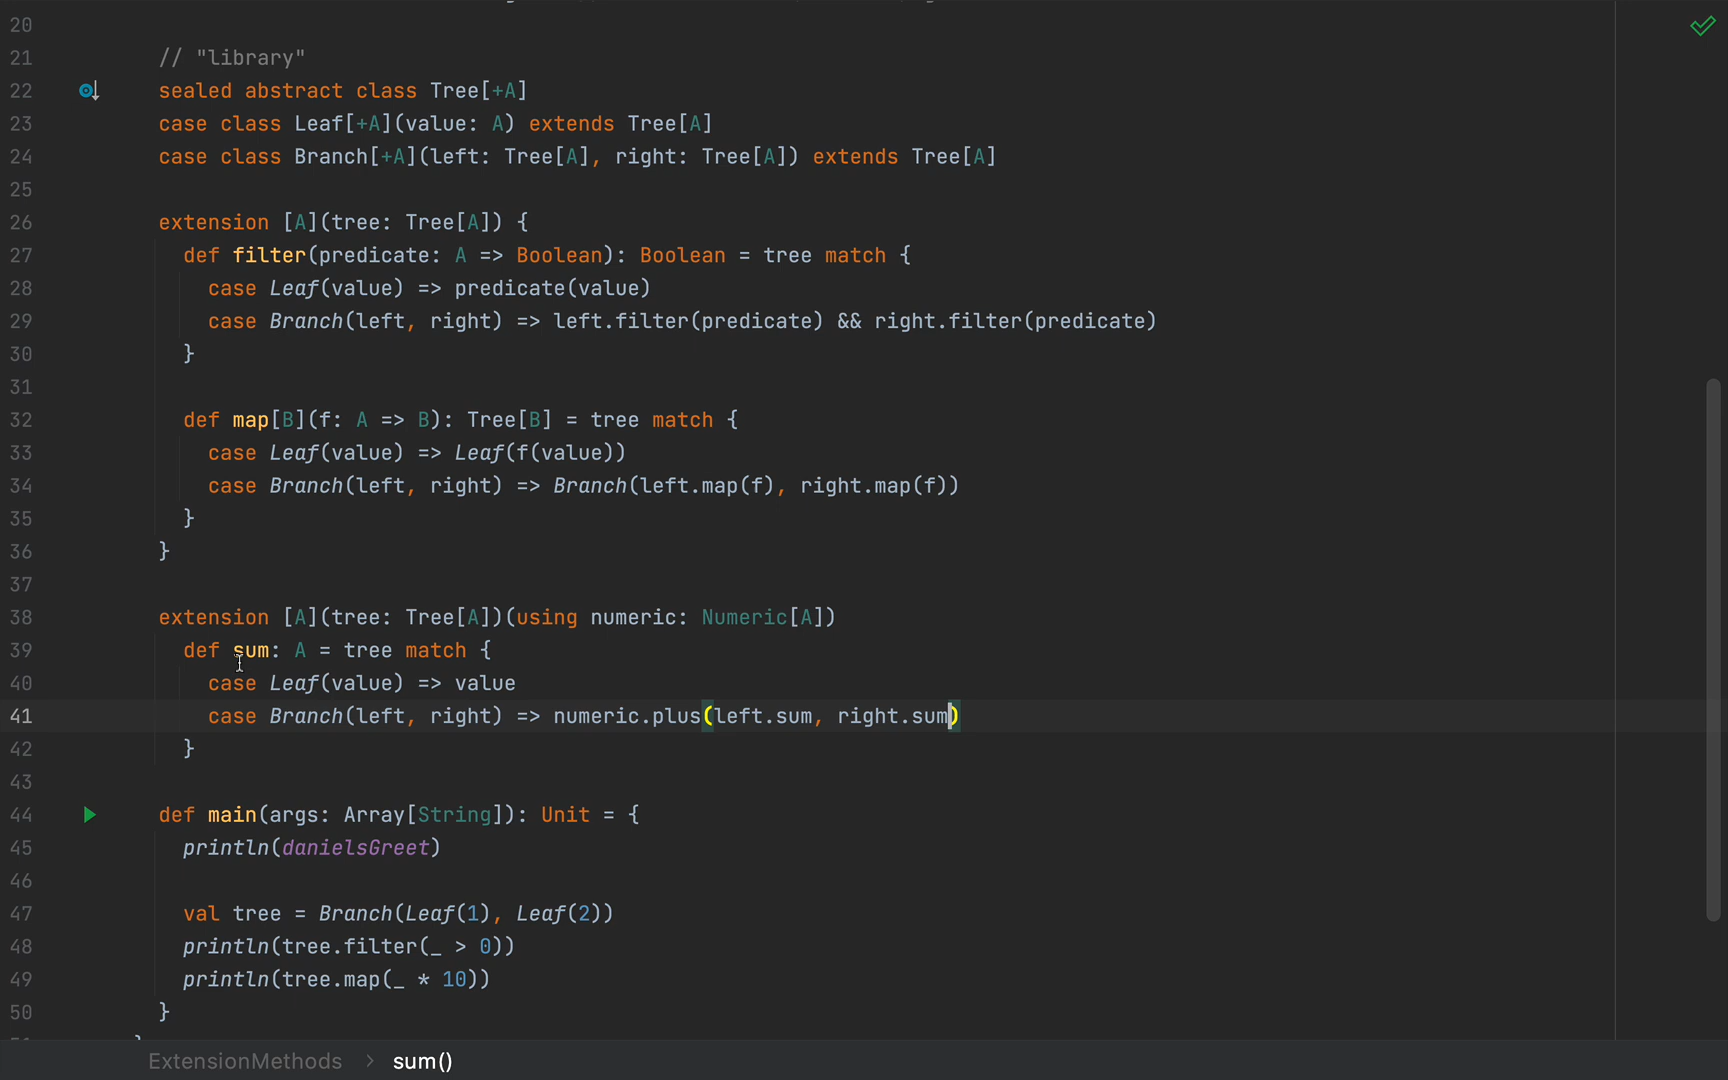 20
21 // "library"
22 sealed abstract class Tree[+A]
23 case class Leaf[+A](value: A) extends Tree[A]
24 case class Branch[+A](left: Tree[A], right: Tree[A]) extends Tree[A]
25
26 extension [A](tree: Tree[A]) {
27 def filter(predicate: A => Boolean): Boolean = tree match {
28 case Leaf(value) => predicate(value)
29 case Branch(left, right) => left.filter(predicate) && right.filter(predicate)
30 }
31
32 def map[B](f: A => B): Tree[B] = tree match {
33 case Leaf(value) => Leaf(f(value))
34 case Branch(left, right) => Branch(left.map(f), right.map(f))
35 }
36 }
37
38 extension [A](tree: Tree[A])(using numeric: Numeric[A])
39 def sum: A = tree match {
40 case Leaf(value) => value
41 case Branch(left, right) => numeric.plus(left.sum, right.sum)
42 }
43
44 def main(args: Array[String]): Unit = {
45 println(danielsGreet)
46
47 val tree = Branch(Leaf(1), Leaf(2))
48 println(tree.filter(_ > 0))
49 println(tree.map(_ * 10))
50 }
ExtensionMethods > sum()